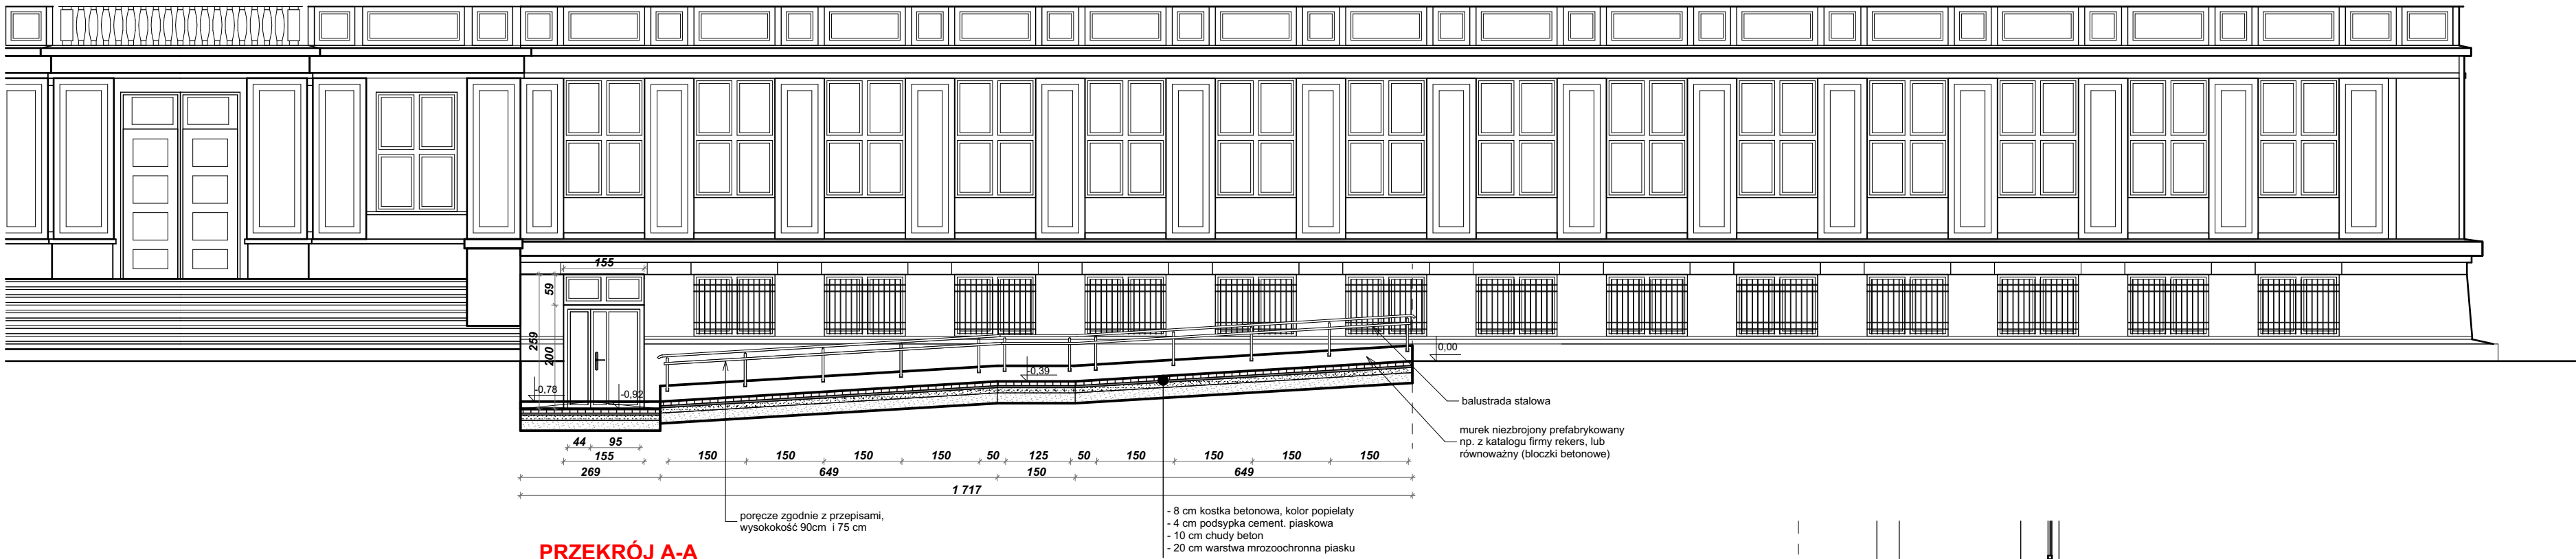 155
59
259
200
0,00
-0,39
-0,78
-0,92
balustrada stalowa
murek niezbrojony prefabrykowany
np. z katalogu firmy rekers, lub
równoważny (bloczki betonowe)
44 95
155 150 150 150 150 50 125 50 150 150 150 150
269 649 150 649
1 717
poręcze zgodnie z przepisami,
wysokokość 90cm i 75 cm
- 8 cm kostka betonowa, kolor popielaty
- 4 cm podsypka cement. piaskowa
- 10 cm chudy beton
- 20 cm warstwa mrozoochronna piasku
PRZEKRÓJ A-A